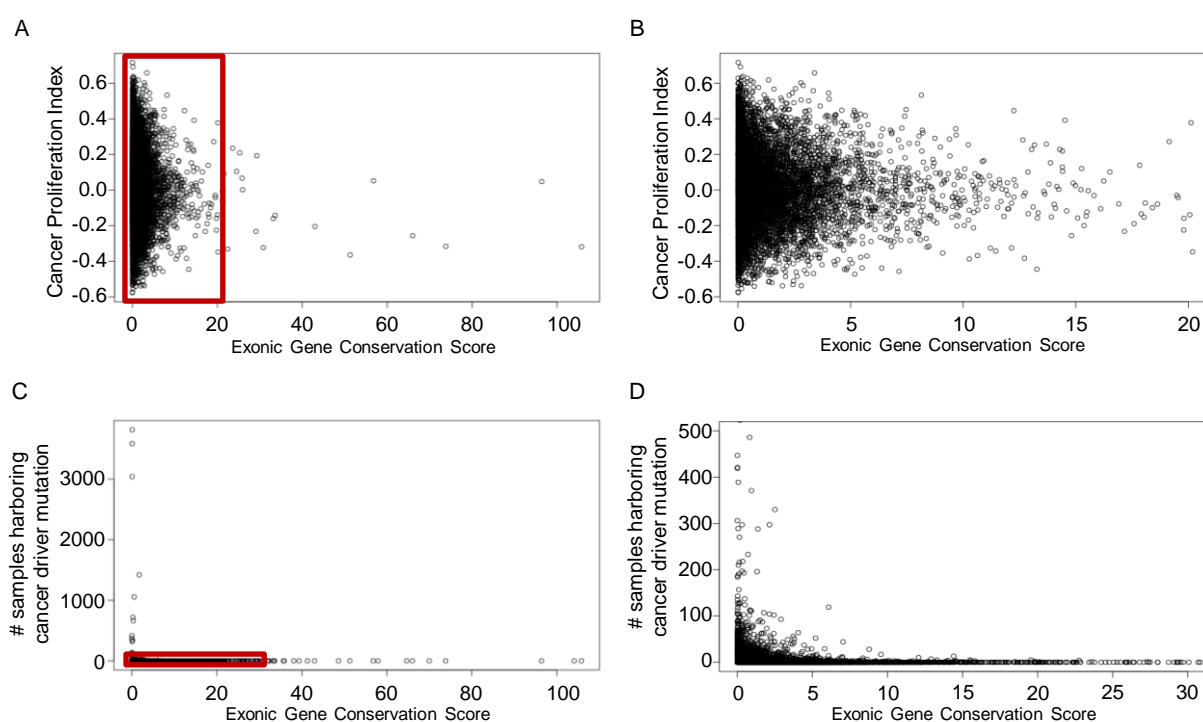 A
Cancer Proliferation Index
0.6
0.4
0.2
0.0
-0.2
-0.4
-0.6
0 20 40 60 80 100
Exonic Gene Conservation Score
B
Cancer Proliferation Index
0.6
0.4
0.2
0.0
-0.2
-0.4
-0.6
0 5 10 15 20
Exonic Gene Conservation Score
C
# samples harboring
cancer driver mutation
3000
2000
1000
0
0 20 40 60 80 100
Exonic Gene Conservation Score
D
# samples harboring
cancer driver mutation
500
400
300
200
100
0
0 5 10 15 20 25 30
Exonic Gene Conservation Score